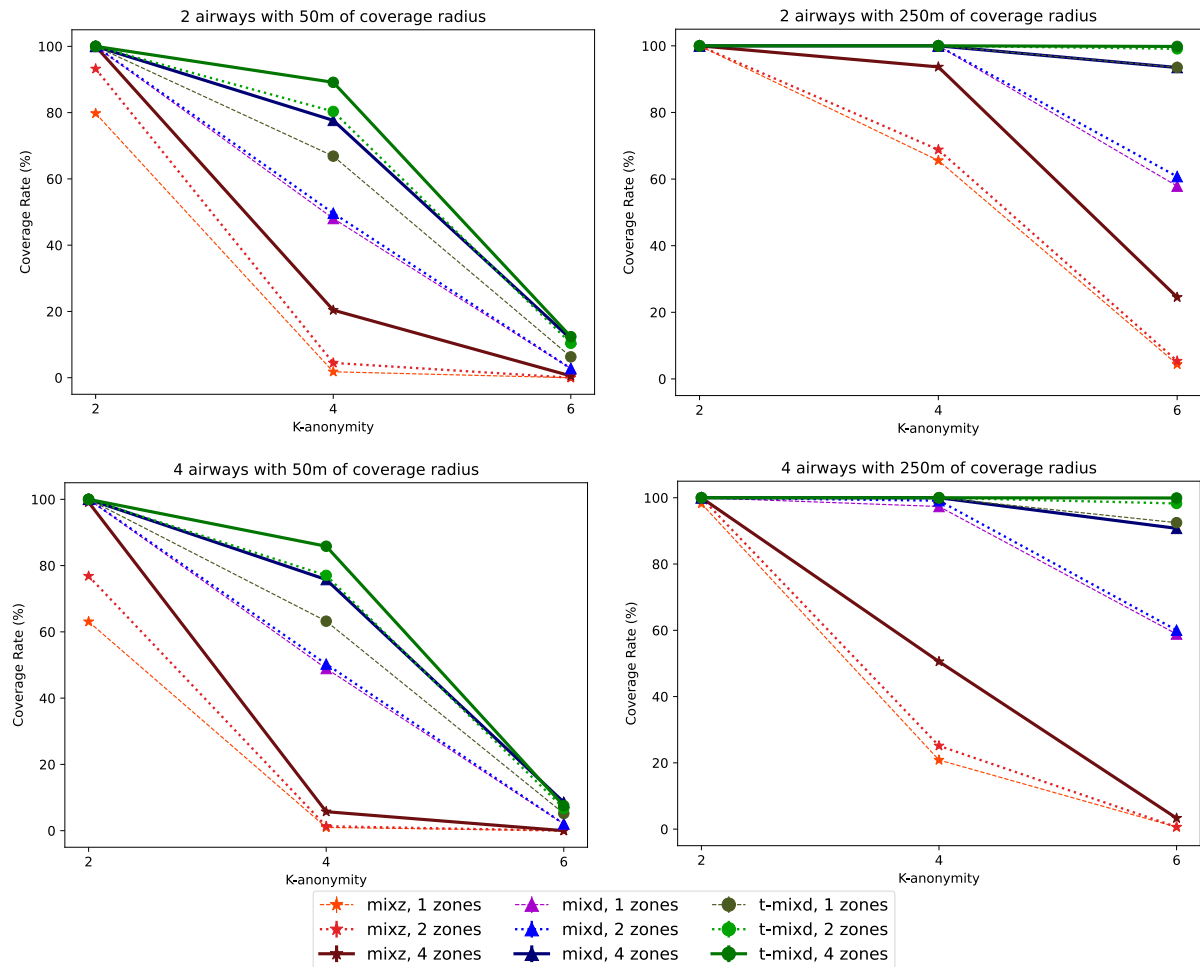 2 airways with 50m of coverage radius
100
80
60
40
20
0
Coverage Rate (%)
2
4
6
K-anonymity
2 airways with 250m of coverage radius
100
80
60
40
20
0
Coverage Rate (%)
2
4
6
K-anonymity
4 airways with 50m of coverage radius
100
80
60
40
20
0
Coverage Rate (%)
2
4
6
K-anonymity
4 airways with 250m of coverage radius
100
80
60
40
20
0
Coverage Rate (%)
2
4
6
K-anonymity
mixz, 1 zones
mixz, 2 zones
mixz, 4 zones
mixd, 1 zones
mixd, 2 zones
mixd, 4 zones
t-mixd, 1 zones
t-mixd, 2 zones
t-mixd, 4 zones